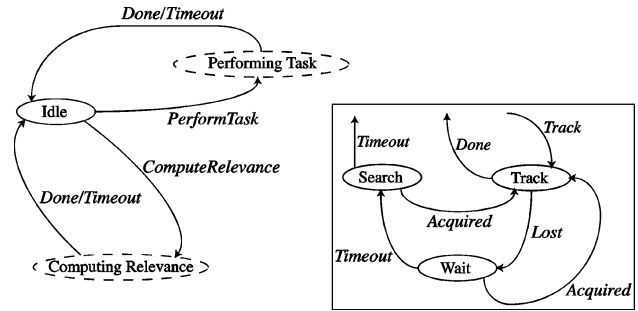 Done/Timeout
Performing Task
Idle
PerformTask
ComputeRelevance
Done/Timeout
Computing Relevance
Track
Timeout
Done
Search
Track
Acquired
Lost
Timeout
Wait
Acquired